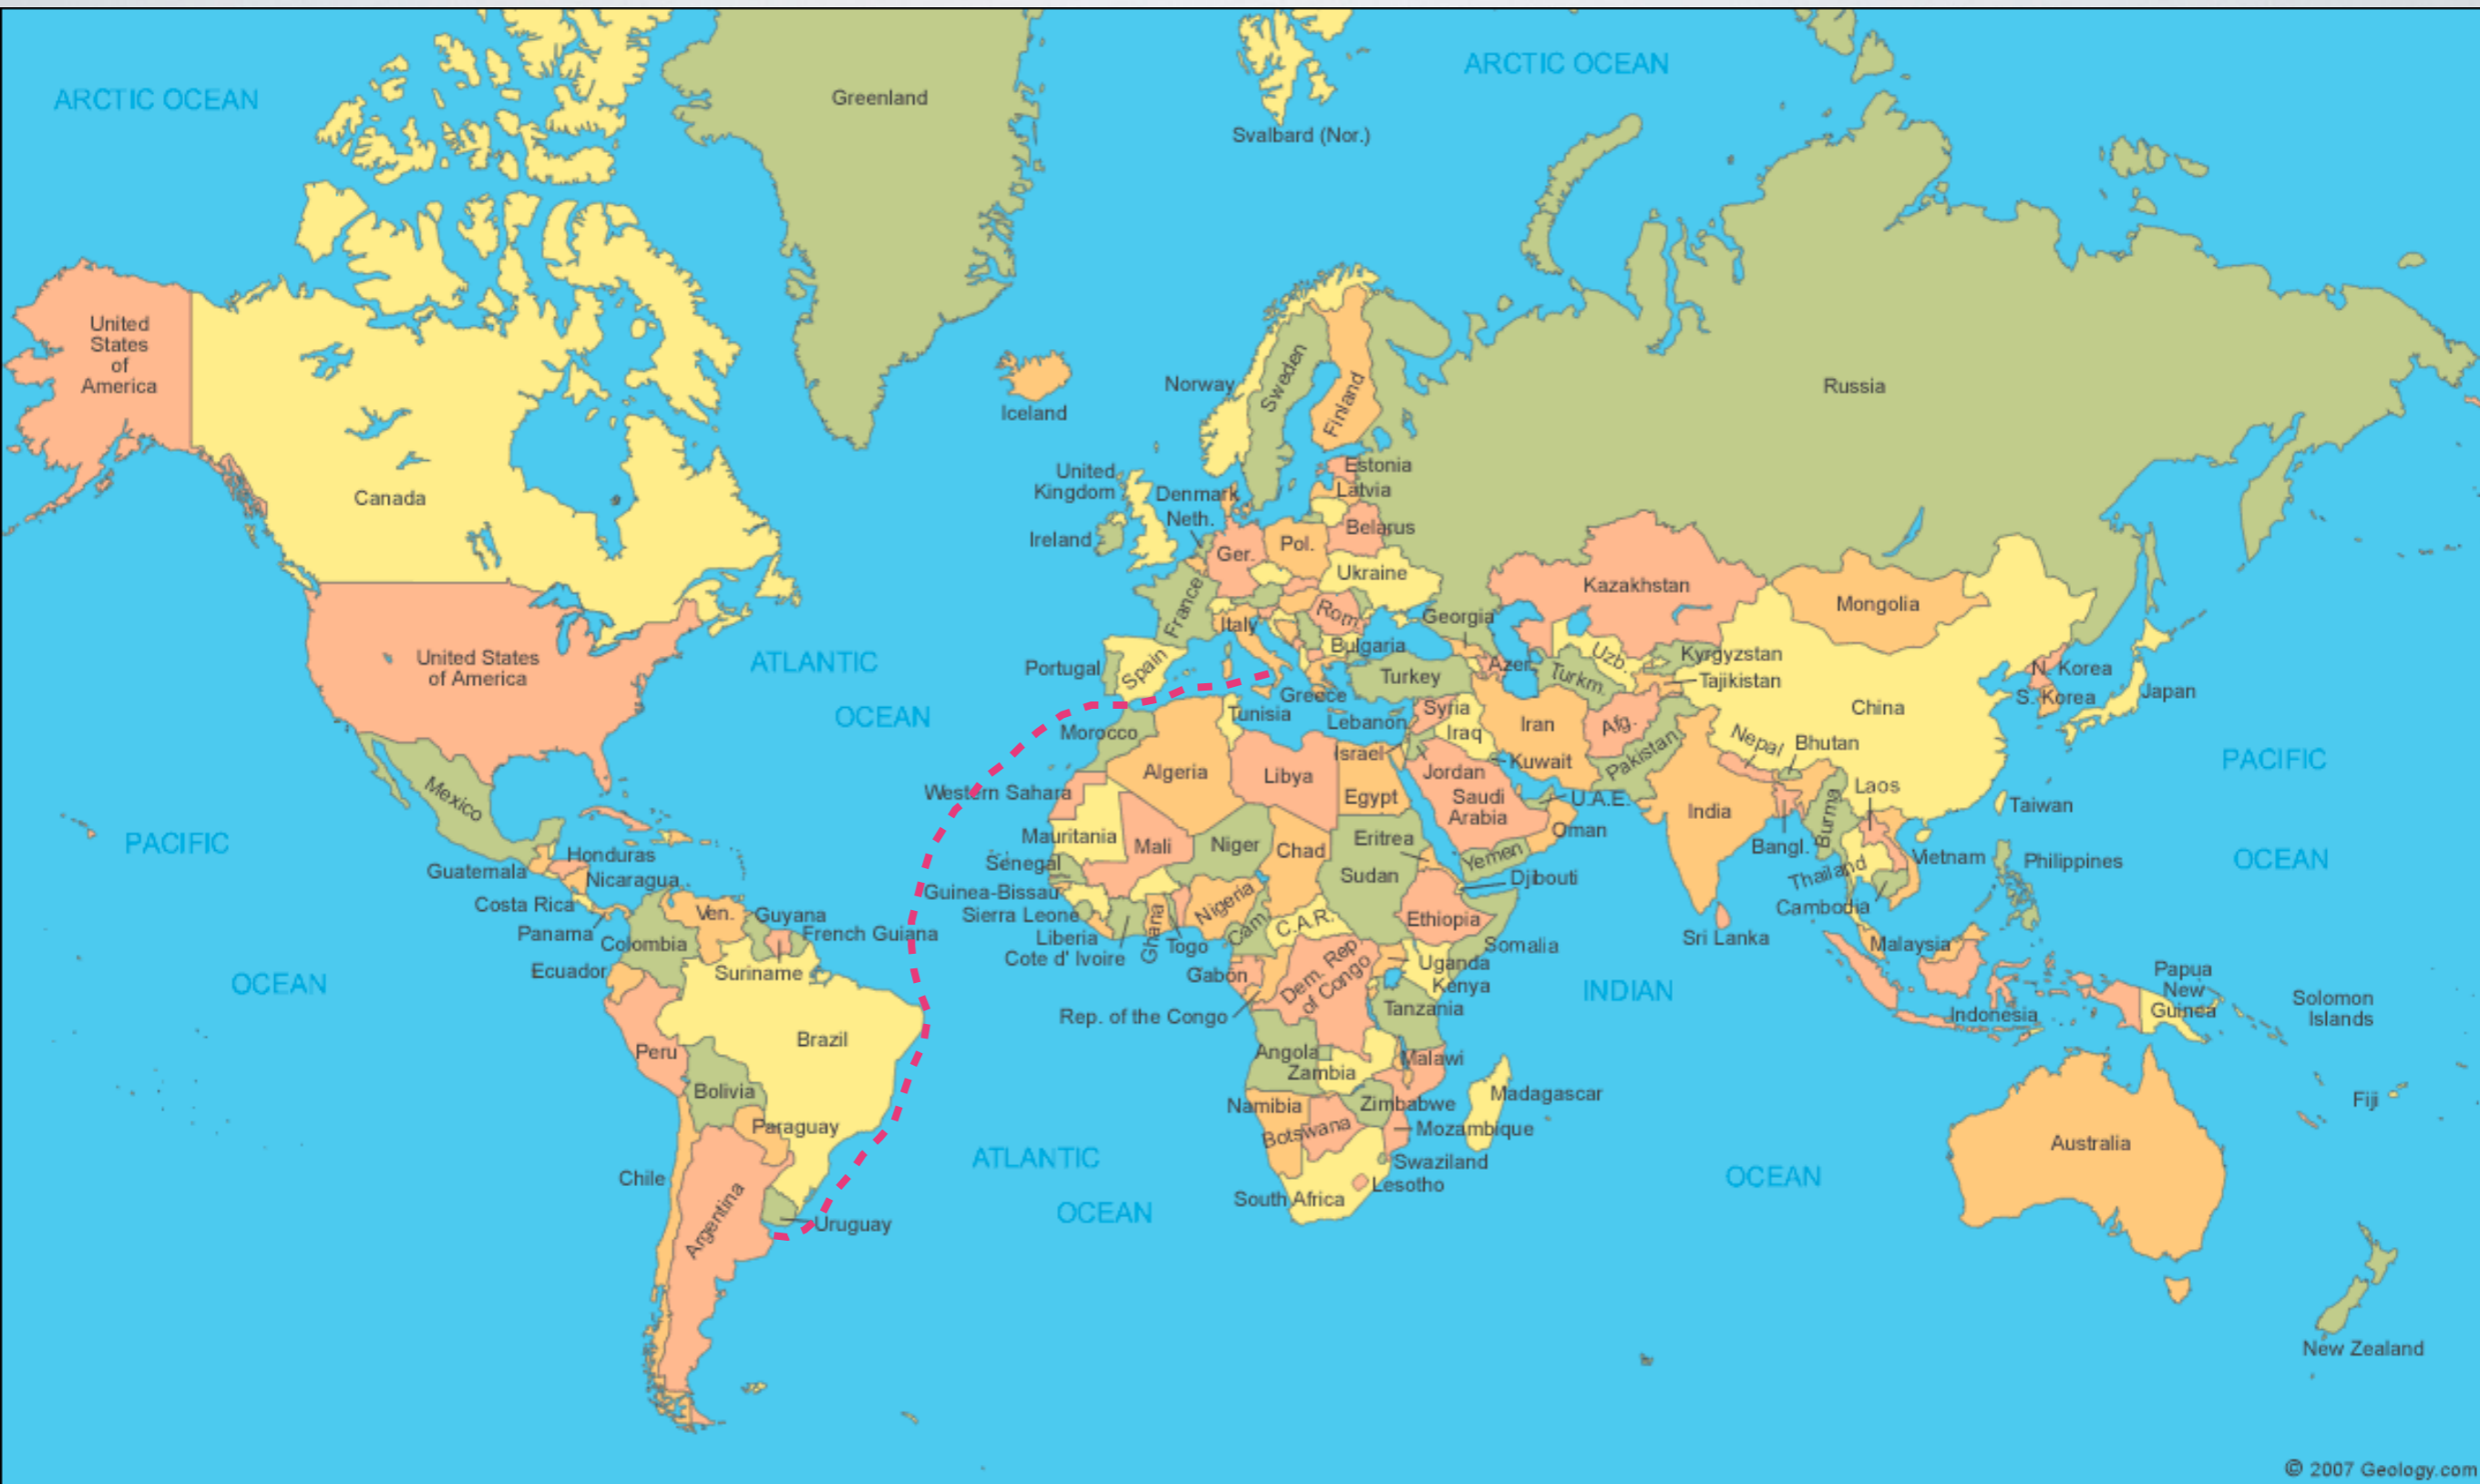 ARCTIC OCEAN
ARCTIC OCEAN
Greenland
Svalbard (Nor.)
United
States
of
America
Canada
Iceland
Norway
Sweden
Finland
Russia
United
Kingdom
Ireland
Denmark
Neth.
Estonia
Latvia
Belarus
Ger.
Pol.
Ukraine
France
Rom.
Italy
Bulgaria
Georgia
Azer.
Kazakhstan
Mongolia
Uzb.
Turkm.
Kyrgyzstan
Tajikistan
N. Korea
S. Korea
Japan
China
United States
of America
ATLANTIC
OCEAN
Portugal
Spain
Greece
Turkey
Tunisia
Lebanon
Syria
Iraq
Iran
Afg.
Pakistan
Nepal
Bhutan
Israel
Jordan
Kuwait
Morocco
Algeria
Libya
Egypt
Saudi
Arabia
U.A.E.
Oman
Yemen
India
Bangl.
Burma
Laos
Taiwan
PACIFIC
OCEAN
Mexico
PACIFIC
OCEAN
Western Sahara
Mauritania
Mali
Niger
Chad
Sudan
Eritrea
Djibouti
Ethiopia
Somalia
Senegal
Guinea-Bissau
Sierra Leone
Liberia
Cote d' Ivoire
Ghana
Togo
Nigeria
Cam.
C.A.R.
Gabon
Rep. of the Congo
Dem. Rep
of Congo
Uganda
Kenya
Tanzania
Thailand
Vietnam
Cambodia
Philippines
Sri Lanka
Malaysia
Indonesia
Papua
New
Guinea
Solomon
Islands
Guatemala
Honduras
Nicaragua
Costa Rica
Panama
Ven.
Guyana
French Guiana
Suriname
Colombia
Ecuador
Peru
Brazil
Bolivia
Paraguay
Chile
Argentina
Uruguay
ATLANTIC
OCEAN
Angola
Zambia
Malawi
Namibia
Botswana
Zimbabwe
Mozambique
Madagascar
Swaziland
Lesotho
South Africa
INDIAN
OCEAN
Australia
Fiji
New Zealand
© 2007 Geology.com